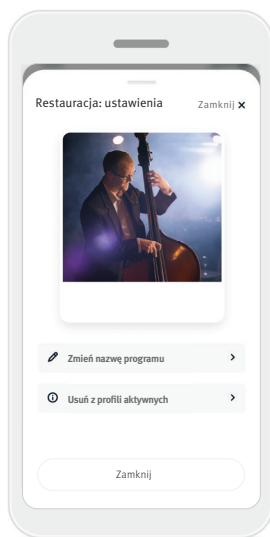 Restauracja: ustawienia Zamknij ×
Zmień nazwę programu
Usuń z profili aktywnych
Zamknij